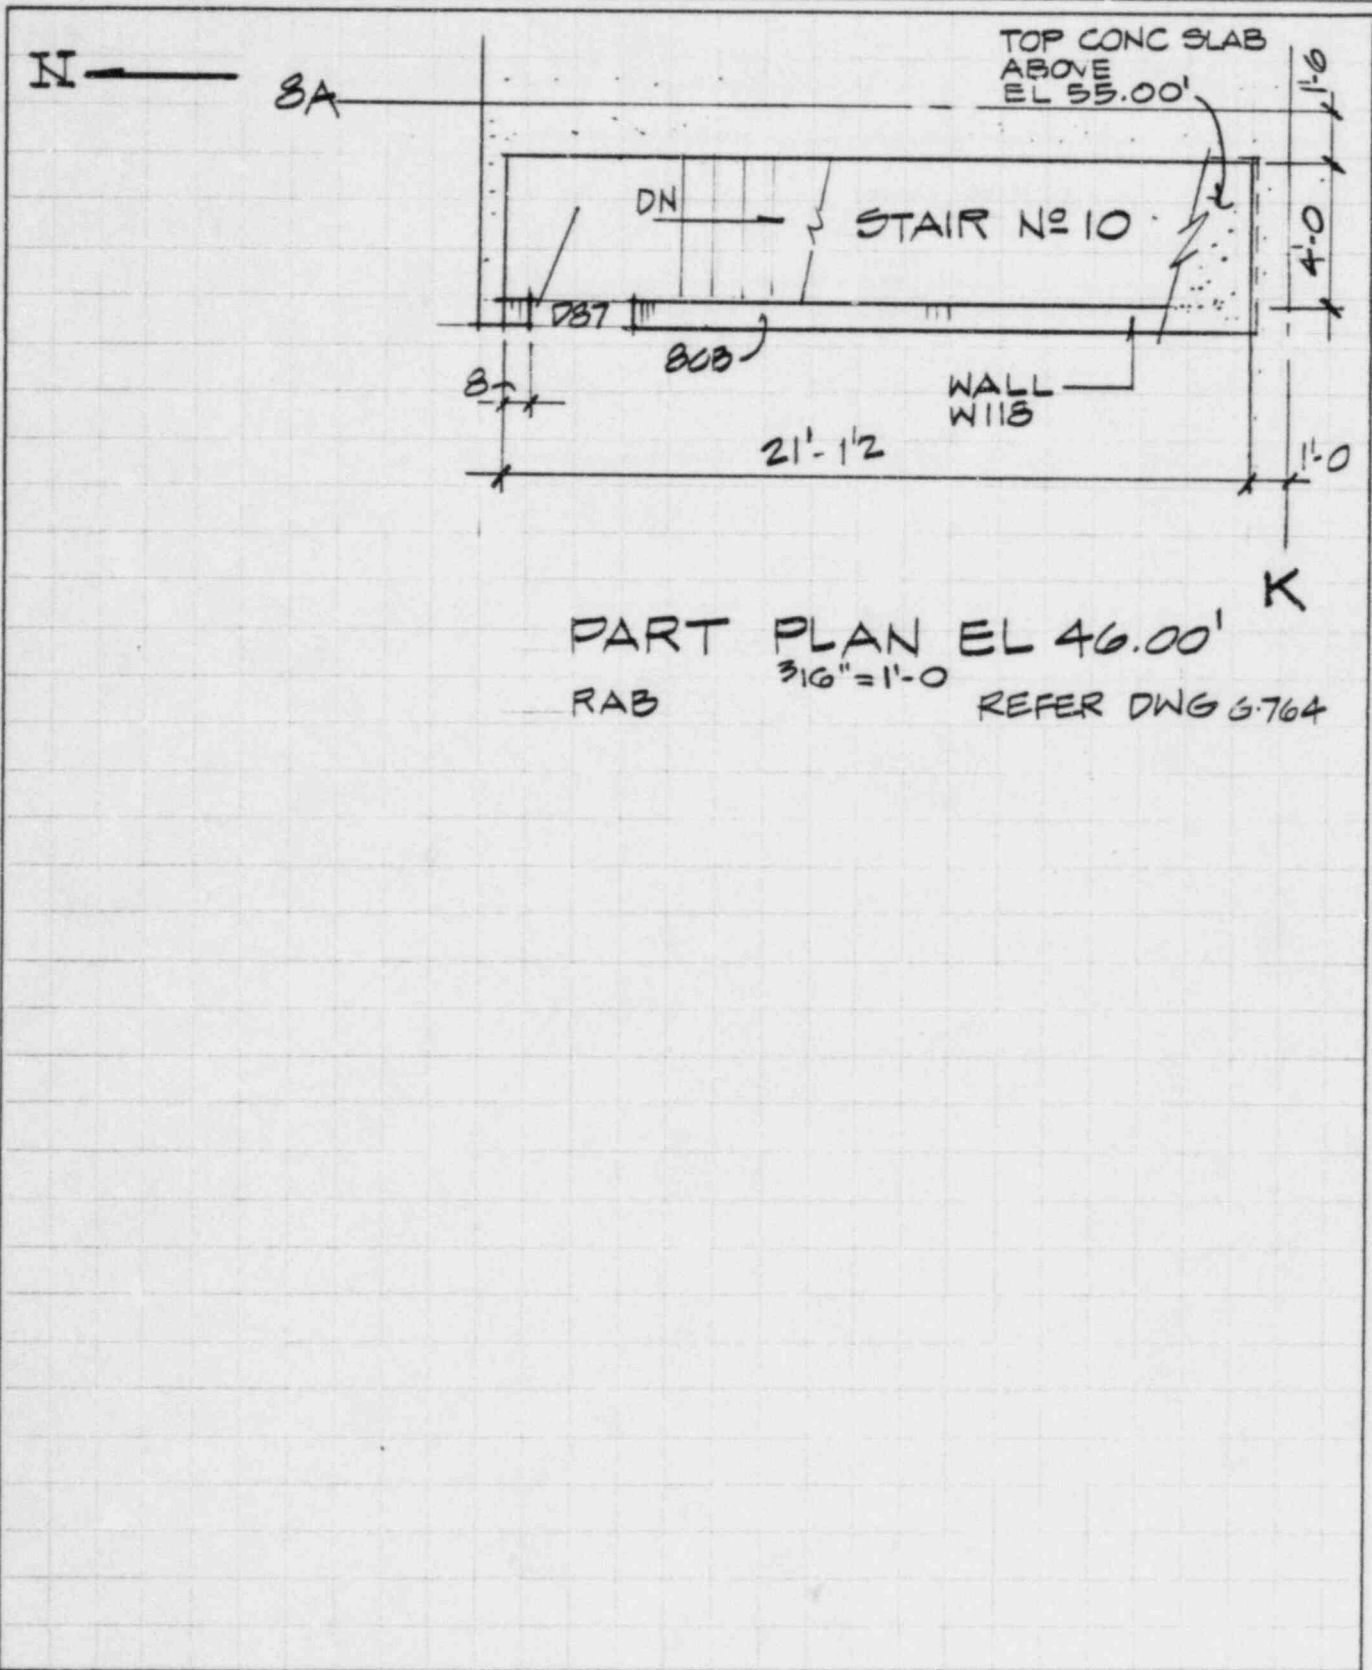 N
8A
TOP CONC SLAB
ABOVE
EL 55.00'
1'-6
DN
STAIR Nº 10
4'-0
D87
8CB
8
WALL
W118
21'-1 1/2
1'-0
K
PART PLAN EL 46.00'
3/16"=1'-0
RAB
REFER DWG G-764